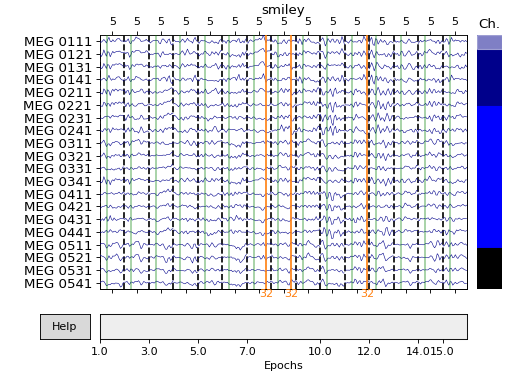 smiley
5 5 5 5 5 5 5 5 5 5 5 5 5 5 5
Ch.
MEG 0111
MEG 0121
MEG 0131
MEG 0141
MEG 0211
MEG 0221
MEG 0231
MEG 0241
MEG 0311
MEG 0321
MEG 0331
MEG 0341
MEG 0411
MEG 0421
MEG 0431
MEG 0441
MEG 0511
MEG 0521
MEG 0531
MEG 0541
32 32 32
Help
1.0 3.0 5.0 7.0 10.0 12.0 14.0 15.0
Epochs